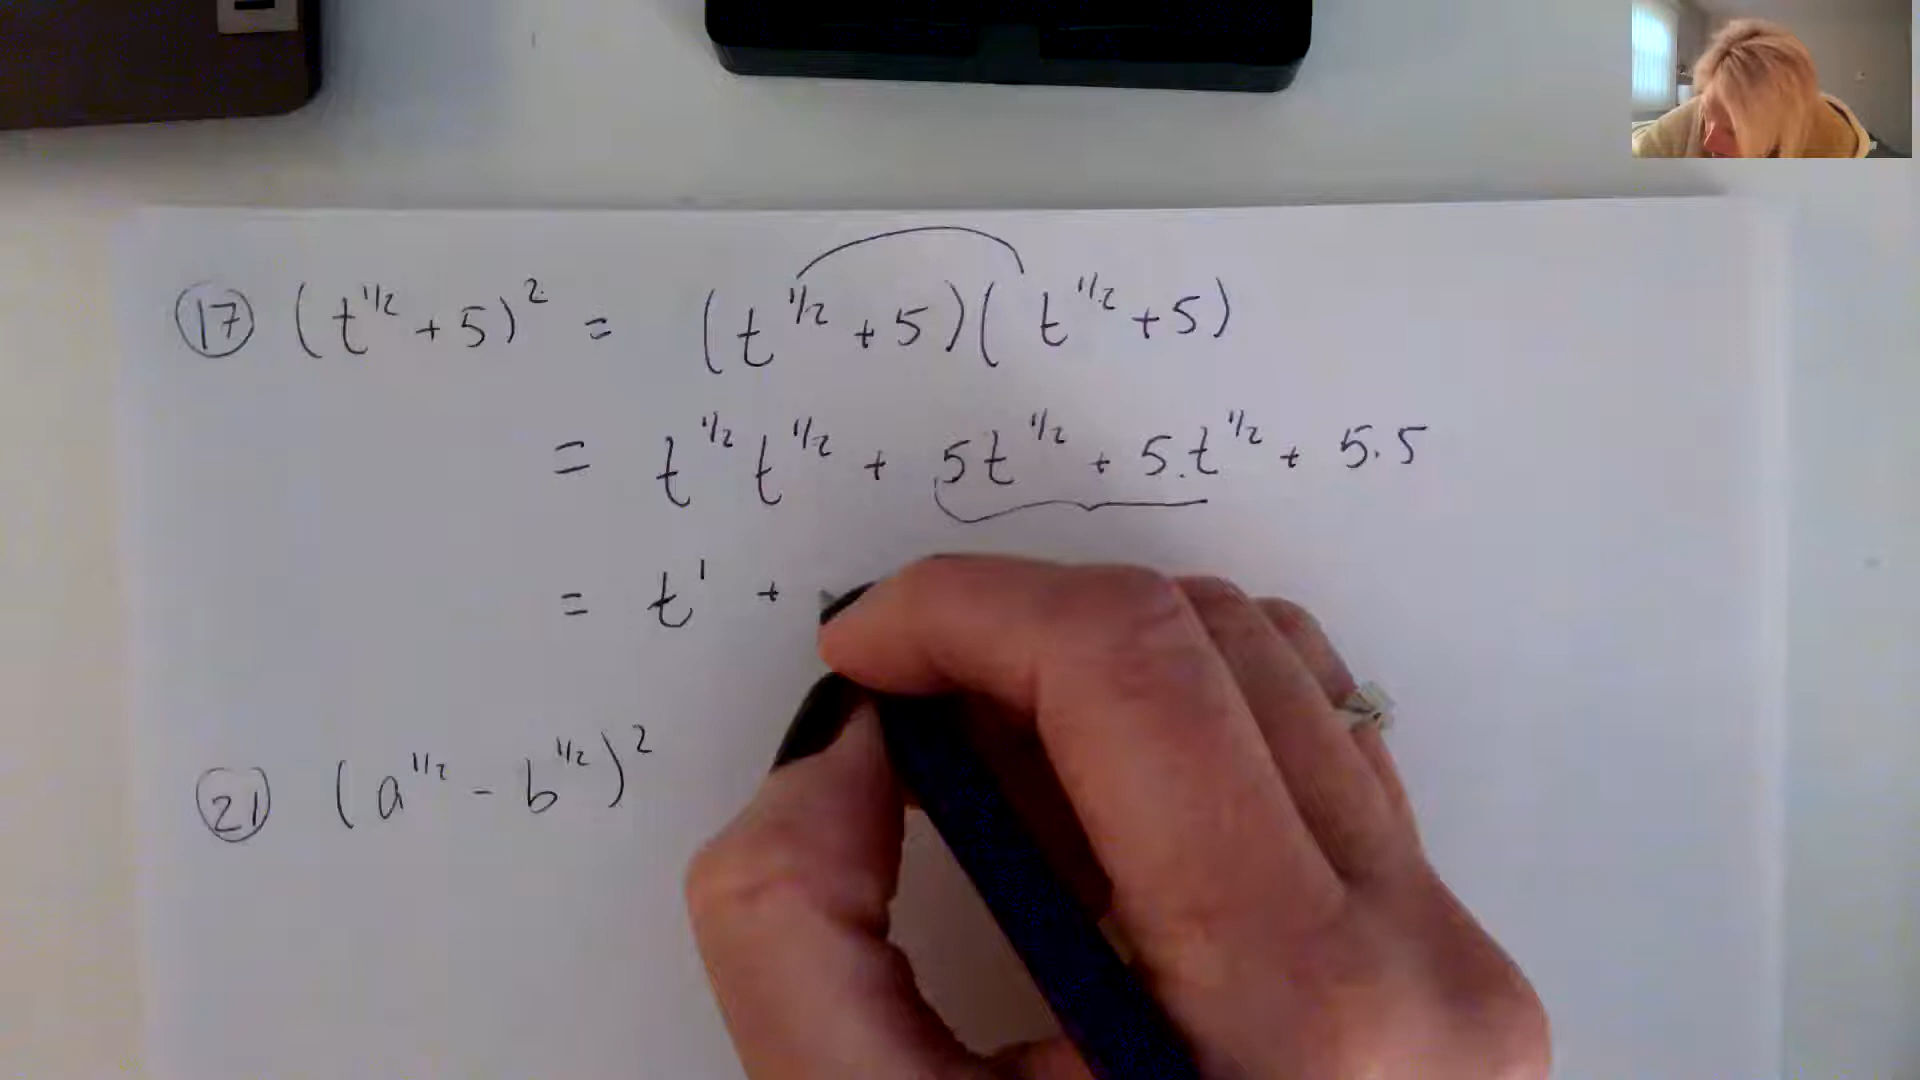 17 (t^1/2 + 5)^2 = (t^1/2 + 5)(t^1/2 + 5)
= t^1/2 t^1/2 + 5t^1/2 + 5.t^1/2 + 5.5
= t^1 +
21 (a^1/2 - b^1/2)^2